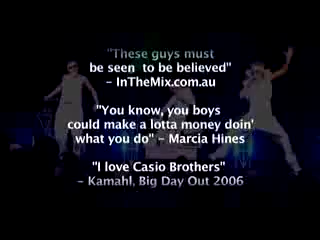 "These guys must
be seen to be believed"
– InTheMix.com.au
"You know, you boys
could make a lotta money doin'
what you do" – Marcia Hines
"I love Casio Brothers"
– Kamahl, Big Day Out 2006